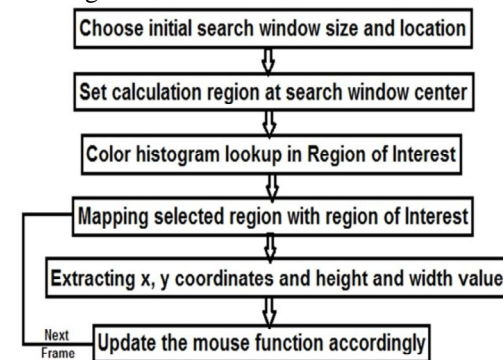 Choose initial search window size and location
Set calculation region at search window center
Color histogram lookup in Region of Interest
Mapping selected region with region of Interest
Extracting x, y coordinates and height and width value
Next
Frame
Update the mouse function accordingly